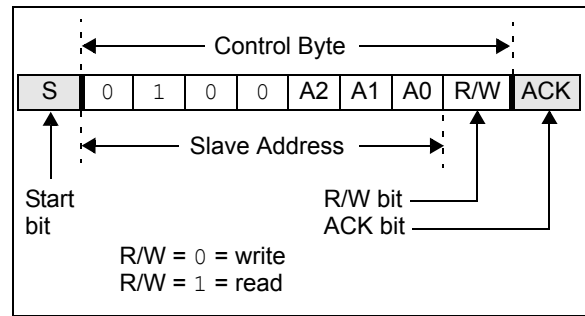 Control Byte
S 0 1 0 0 A2 A1 A0 R/W ACK
Slave Address
Start
bit
R/W bit
ACK bit
R/W = 0 = write
R/W = 1 = read